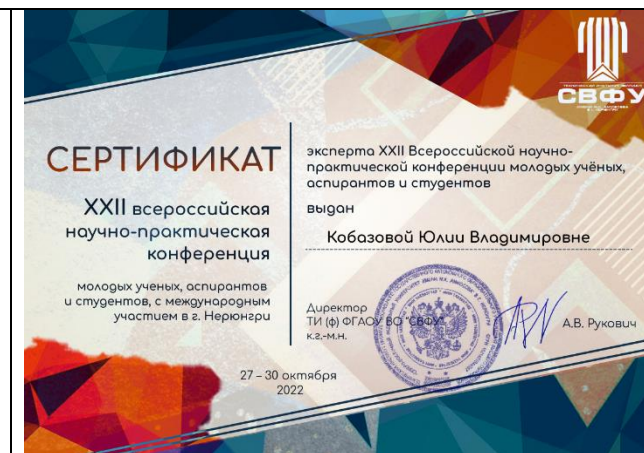 СВФУ
СЕРТИФИКАТ
XXII всероссийская
научно-практическая
конференция
молодых ученых, аспирантов
и студентов, с международным
участием в г. Нерюнгри
27 – 30 октября
2022
эксперта XXII Всероссийской научно-
практической конференции молодых учёных,
аспирантов и студентов
выдан
Кобазовой Юлии Владимировне
Директор
ТИ (ф) ФГАОУ ВО "СВФУ"
к.г.-м.н.
А.В. Рукович